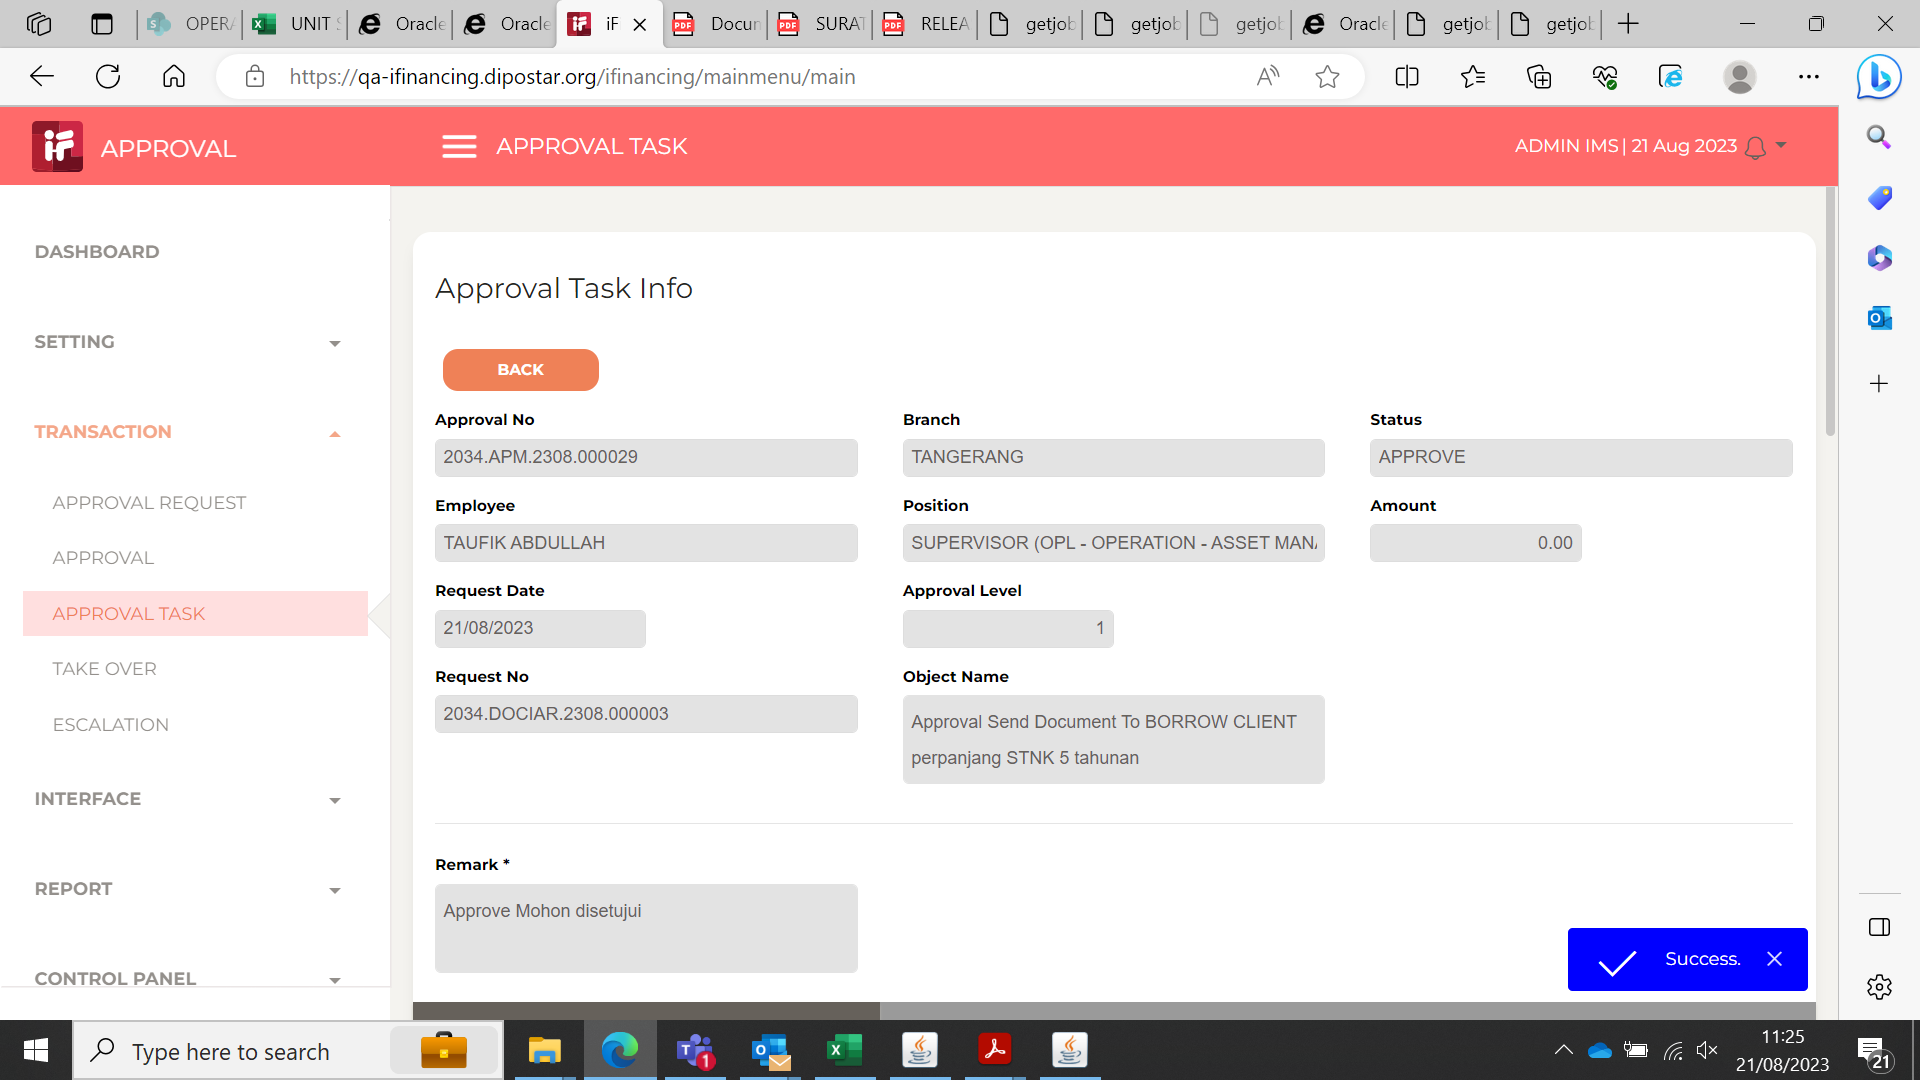 OPERA
UNIT S
Oracle
Oracle
iF
Docum
SURAT
RELEA
getjob
getjob
getjob
Oracle
getjob
getjob
https://qa-ifinancing.dipostar.org/ifinancing/mainmenu/main
iF APPROVAL
APPROVAL TASK
ADMIN IMS| 21 Aug 2023
DASHBOARD
SETTING
TRANSACTION
APPROVAL REQUEST
APPROVAL
APPROVAL TASK
TAKE OVER
ESCALATION
INTERFACE
REPORT
CONTROL PANEL
Approval Task Info
BACK
Approval No
2034.APM.2308.000029
Branch
TANGERANG
Status
APPROVE
Employee
TAUFIK ABDULLAH
Position
SUPERVISOR (OPL - OPERATION - ASSET MANA
Amount
0.00
Request Date
21/08/2023
Approval Level
1
Request No
2034.DOCIAR.2308.000003
Object Name
Approval Send Document To BORROW CLIENT
perpanjang STNK 5 tahunan
Remark *
Approve Mohon disetujui
Success.
Type here to search
1
11:25
21/08/2023
21